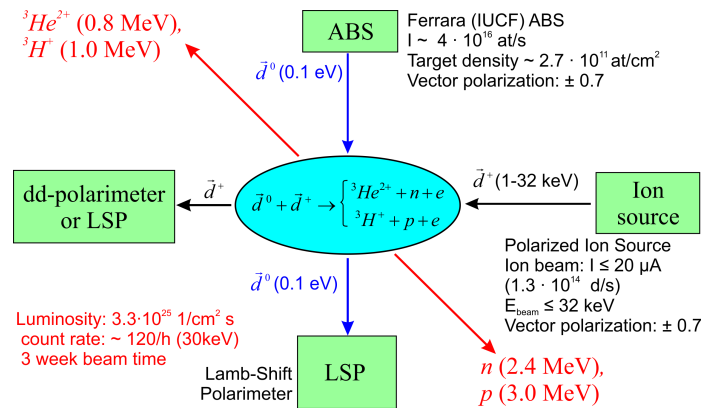 ³He²⁺ (0.8 MeV),
³H⁺ (1.0 MeV)
ABS
Ferrara (IUCF) ABS
I ~ 4 · 10¹⁶ at/s
Target density ~ 2.7 · 10¹¹ at/cm²
Vector polarization: ± 0.7
d⃗⁰ (0.1 eV)
dd-polarimeter
or LSP
d⃗⁺
d⃗⁰ + d⃗⁺ → { ³He²⁺ + n + e
³H⁺ + p + e
d⃗⁺ (1-32 keV)
Ion
source
Polarized Ion Source
Ion beam: I ≤ 20 µA
(1.3 · 10¹⁴ d/s)
E_beam ≤ 32 keV
Vector polarization: ± 0.7
d⃗⁰ (0.1 eV)
Luminosity: 3.3·10²⁵ 1/cm² s
count rate: ~ 120/h (30keV)
3 week beam time
Lamb-Shift
Polarimeter
LSP
n (2.4 MeV),
p (3.0 MeV)